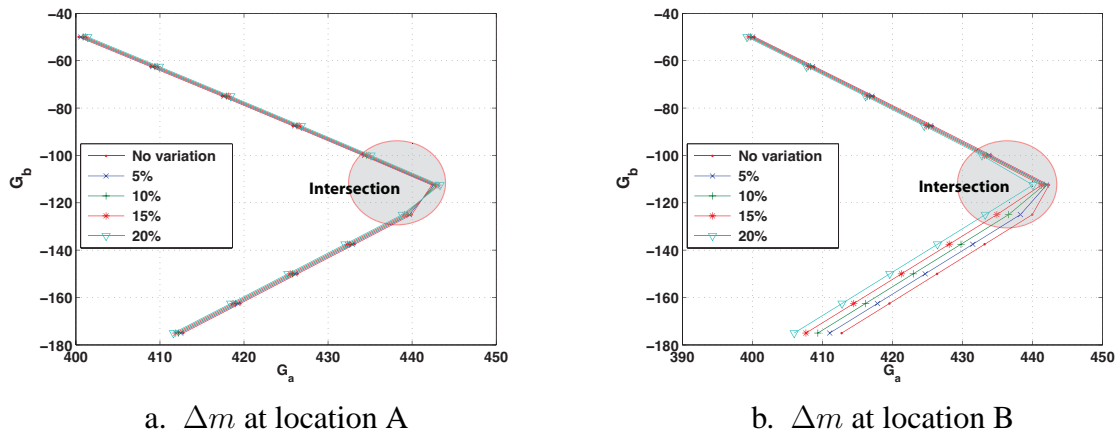 −40
−60
−80
−100
−120
−140
−160
−180
G_b
No variation
5%
10%
15%
20%
Intersection
400 410 420 430 440 450
G_a
a. Δm at location A
−40
−60
−80
−100
−120
−140
−160
−180
G_b
No variation
5%
10%
15%
20%
Intersection
390 400 410 420 430 440 450
G_a
b. Δm at location B